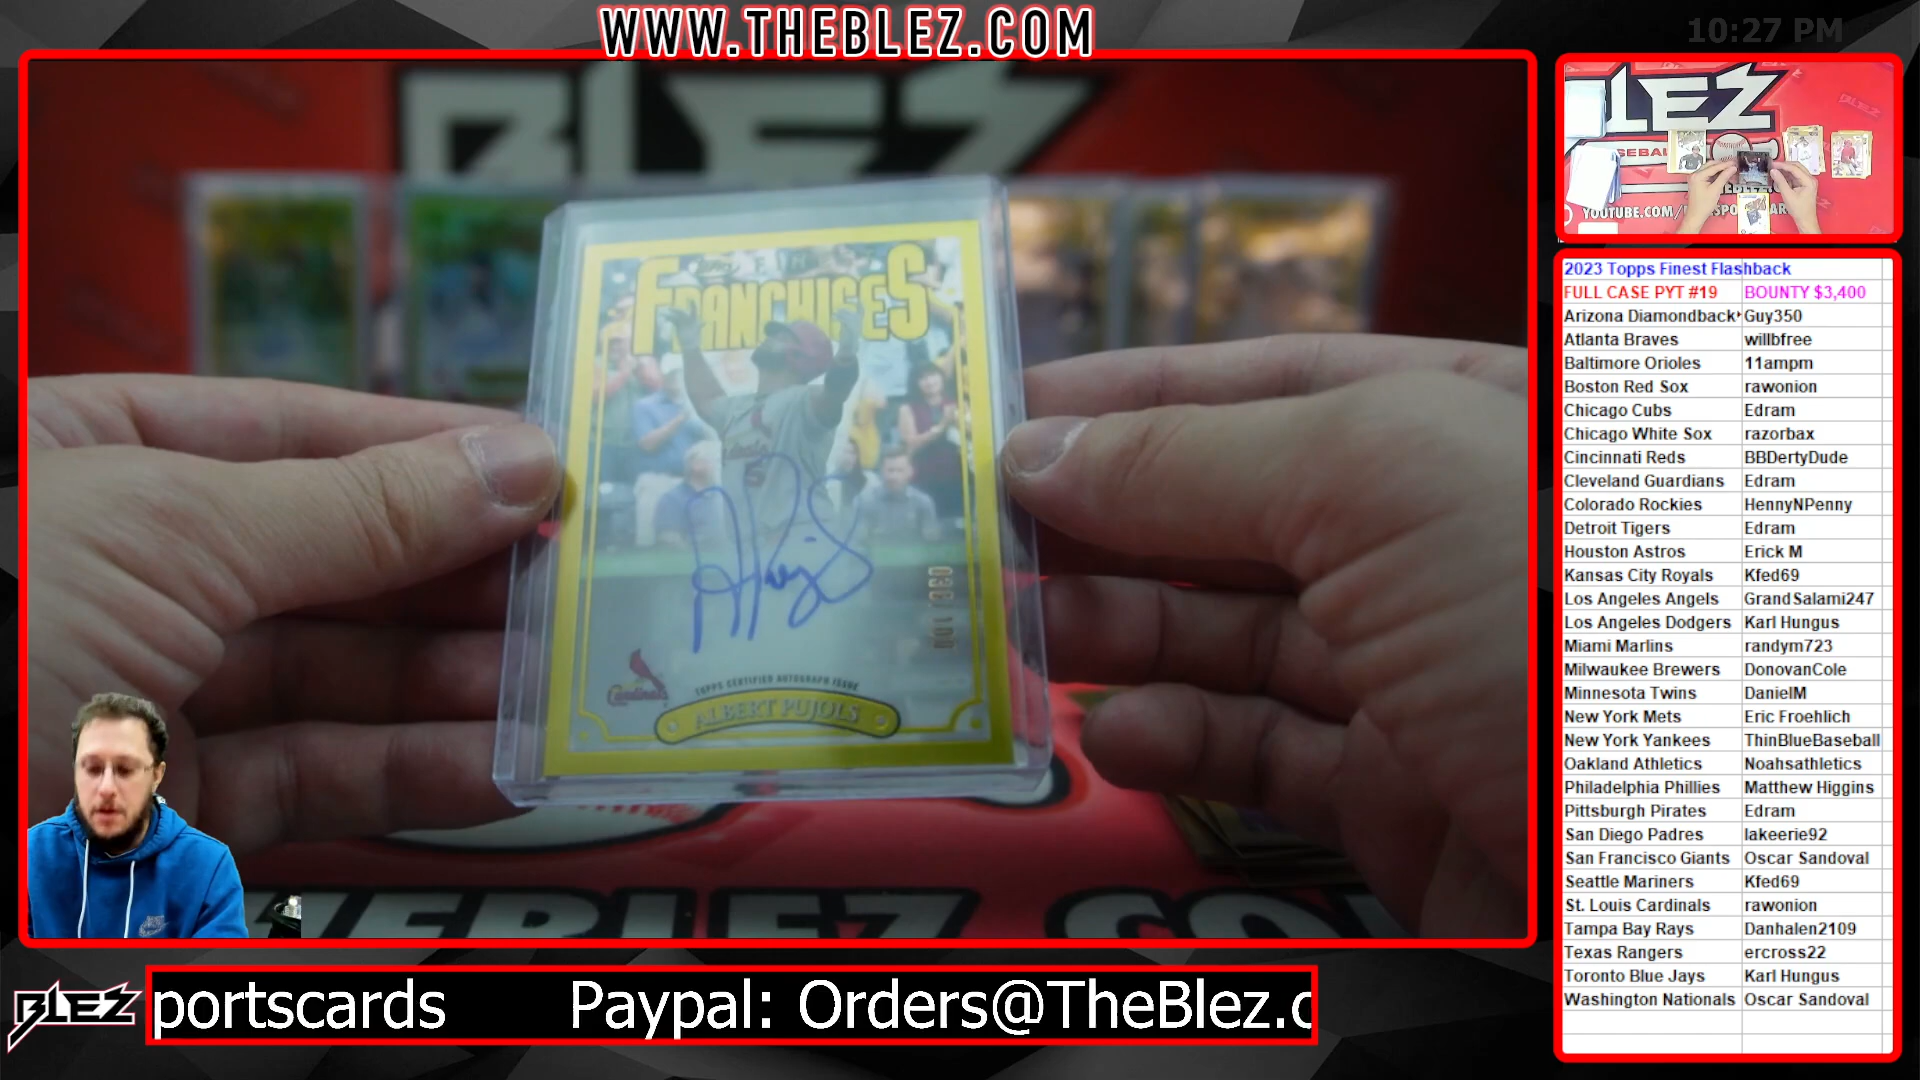 WWW.THEBLEZ.COM
10:27 PM
BLEZ
FRANCHISES
030/100
Cardinals
TOPPS CERTIFIED AUTOGRAPH ISSUE
ALBERT PUJOLS
BLEZ
YOUTUBE.COM/
2023 Topps Finest Flashback
FULL CASE PYT #19 BOUNTY $3,400
Arizona Diamondback Guy350
Atlanta Braves willbfree
Baltimore Orioles 11ampm
Boston Red Sox rawonion
Chicago Cubs Edram
Chicago White Sox razorbax
Cincinnati Reds BBDertyDude
Cleveland Guardians Edram
Colorado Rockies HennyNPenny
Detroit Tigers Edram
Houston Astros Erick M
Kansas City Royals Kfed69
Los Angeles Angels GrandSalami247
Los Angeles Dodgers Karl Hungus
Miami Marlins randym723
Milwaukee Brewers DonovanCole
Minnesota Twins DanielM
New York Mets Eric Froehlich
New York Yankees ThinBlueBaseball
Oakland Athletics Noahsathletics
Philadelphia Phillies Matthew Higgins
Pittsburgh Pirates Edram
San Diego Padres lakeerie92
San Francisco Giants Oscar Sandoval
Seattle Mariners Kfed69
St. Louis Cardinals rawonion
Tampa Bay Rays Danhalen2109
Texas Rangers ercross22
Toronto Blue Jays Karl Hungus
Washington Nationals Oscar Sandoval
BLEZ
portscards Paypal: Orders@TheBlez.c